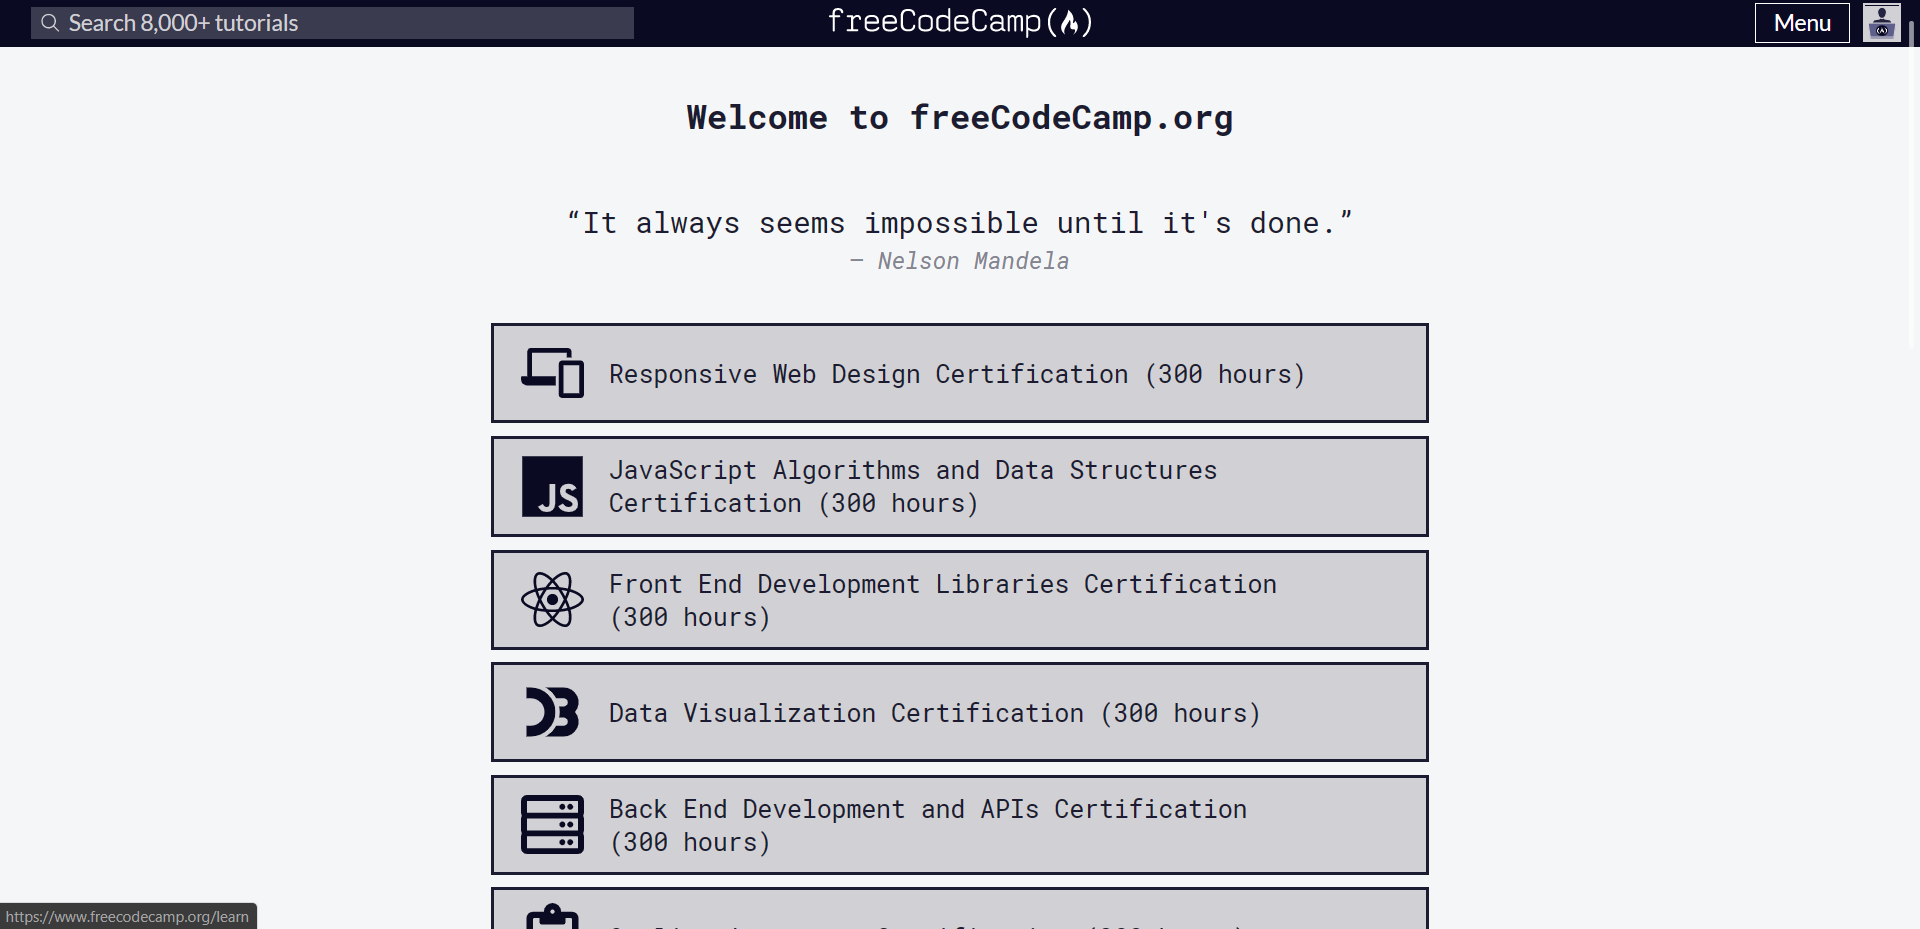 Search 8,000+ tutorials
freeCodeCamp(🔥)
Menu
(A)
Welcome to freeCodeCamp.org
“It always seems impossible until it's done.”
— Nelson Mandela
Responsive Web Design Certification (300 hours)
JS
JavaScript Algorithms and Data Structures
Certification (300 hours)
Front End Development Libraries Certification
(300 hours)
Data Visualization Certification (300 hours)
Back End Development and APIs Certification
(300 hours)
https://www.freecodecamp.org/learn